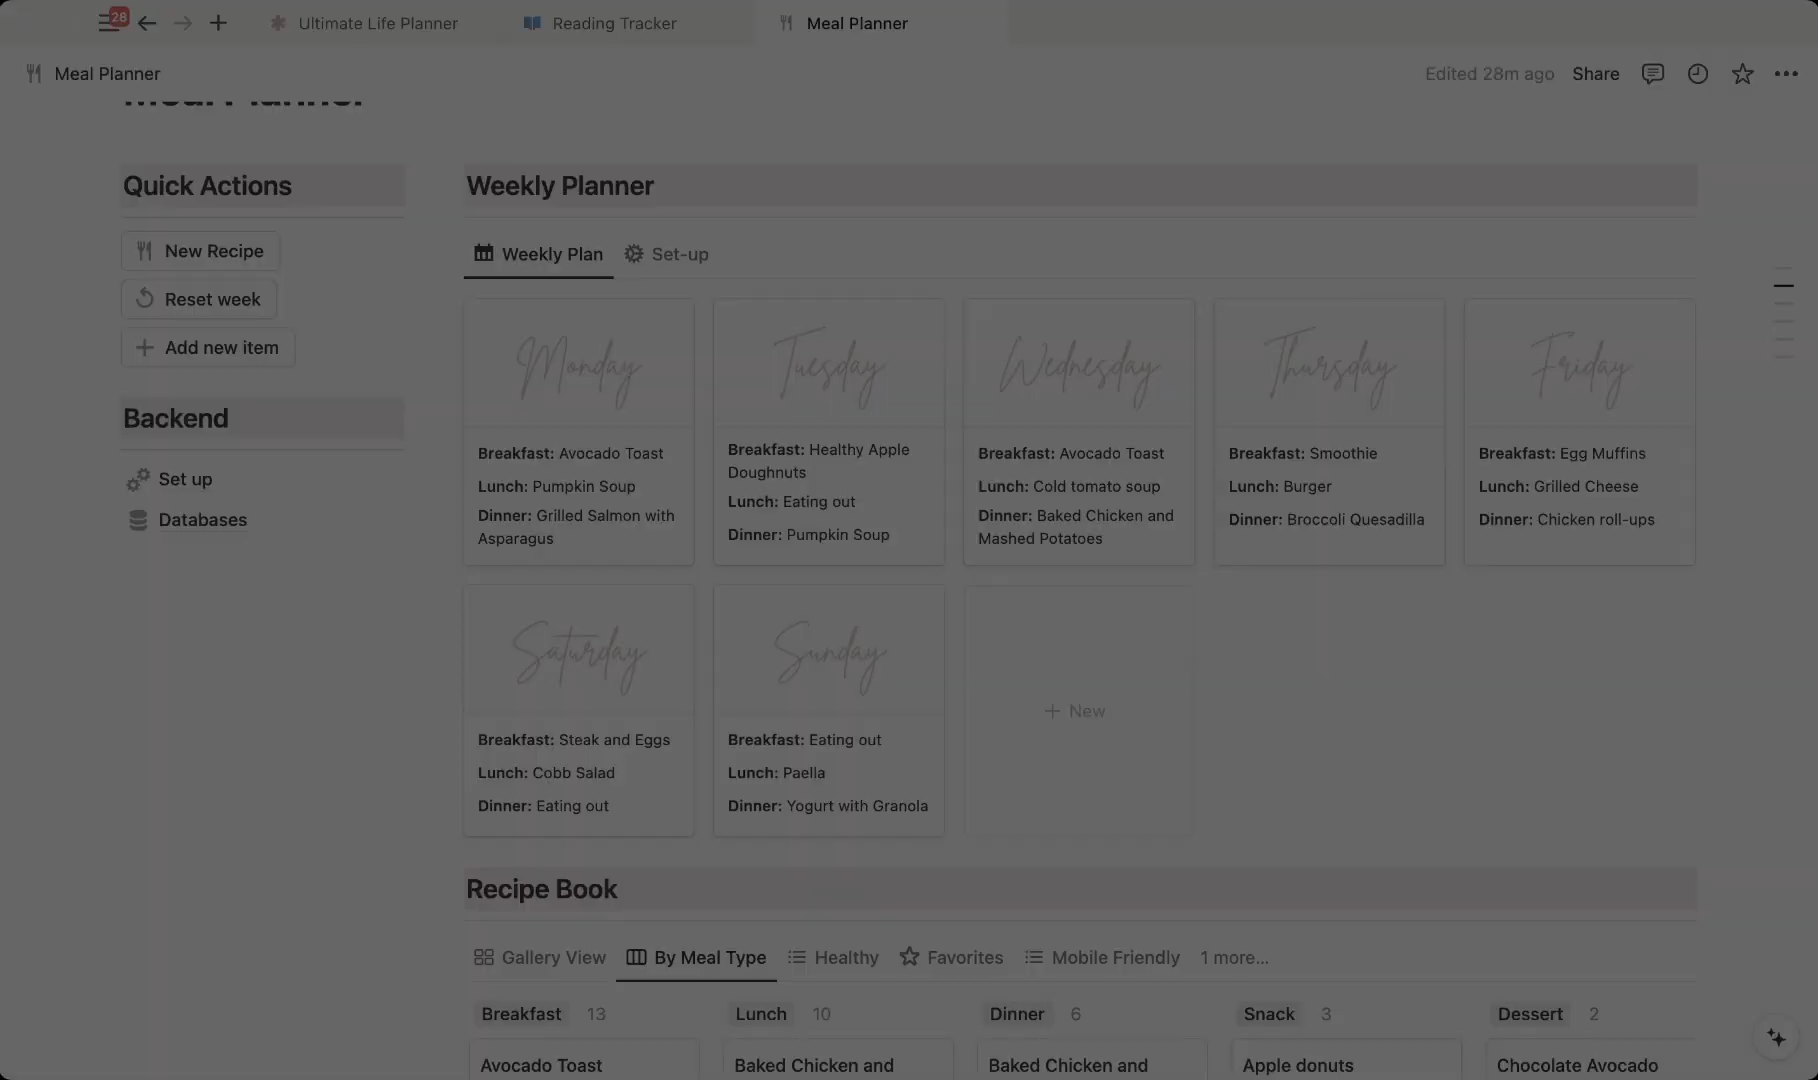 28
Ultimate Life Planner
Reading Tracker
Meal Planner
Meal Planner
Edited 28m ago
Share
Meal Planner
Quick Actions
New Recipe
Reset week
Add new item
Backend
Set up
Databases
Weekly Planner
Weekly Plan
Set-up
Monday
Breakfast: Avocado Toast
Lunch: Pumpkin Soup
Dinner: Grilled Salmon with
Asparagus
Tuesday
Breakfast: Healthy Apple
Doughnuts
Lunch: Eating out
Dinner: Pumpkin Soup
Wednesday
Breakfast: Avocado Toast
Lunch: Cold tomato soup
Dinner: Baked Chicken and
Mashed Potatoes
Thursday
Breakfast: Smoothie
Lunch: Burger
Dinner: Broccoli Quesadilla
Friday
Breakfast: Egg Muffins
Lunch: Grilled Cheese
Dinner: Chicken roll-ups
Saturday
Breakfast: Steak and Eggs
Lunch: Cobb Salad
Dinner: Eating out
Sunday
Breakfast: Eating out
Lunch: Paella
Dinner: Yogurt with Granola
+ New
Recipe Book
Gallery View
By Meal Type
Healthy
Favorites
Mobile Friendly
1 more...
Breakfast 13
Lunch 10
Dinner 6
Snack 3
Dessert 2
Avocado Toast
Baked Chicken and
Baked Chicken and
Apple donuts
Chocolate Avocado